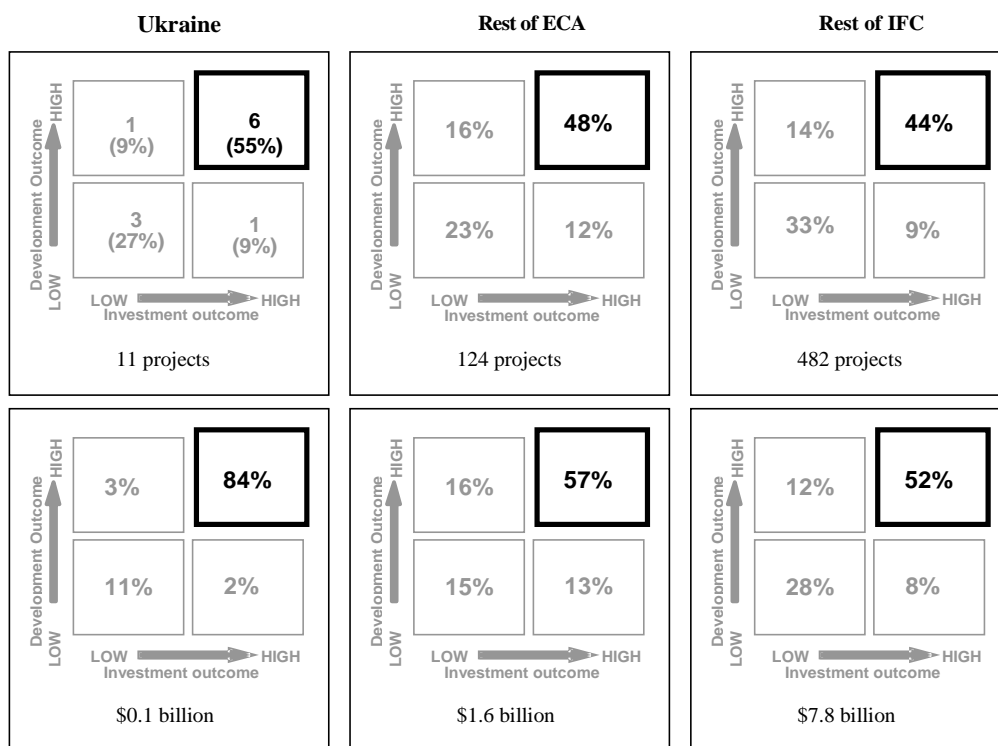 Ukraine
Rest of ECA
Rest of IFC
HIGH
Development Outcome
LOW
1
(9%)
6
(55%)
3
(27%)
1
(9%)
LOW
HIGH
Investment outcome
11 projects
HIGH
Development Outcome
LOW
16%
48%
23%
12%
LOW
HIGH
Investment outcome
124 projects
HIGH
Development Outcome
LOW
14%
44%
33%
9%
LOW
HIGH
Investment outcome
482 projects
HIGH
Development Outcome
LOW
3%
84%
11%
2%
LOW
HIGH
Investment outcome
$0.1 billion
HIGH
Development Outcome
LOW
16%
57%
15%
13%
LOW
HIGH
Investment outcome
$1.6 billion
HIGH
Development Outcome
LOW
12%
52%
28%
8%
LOW
HIGH
Investment outcome
$7.8 billion